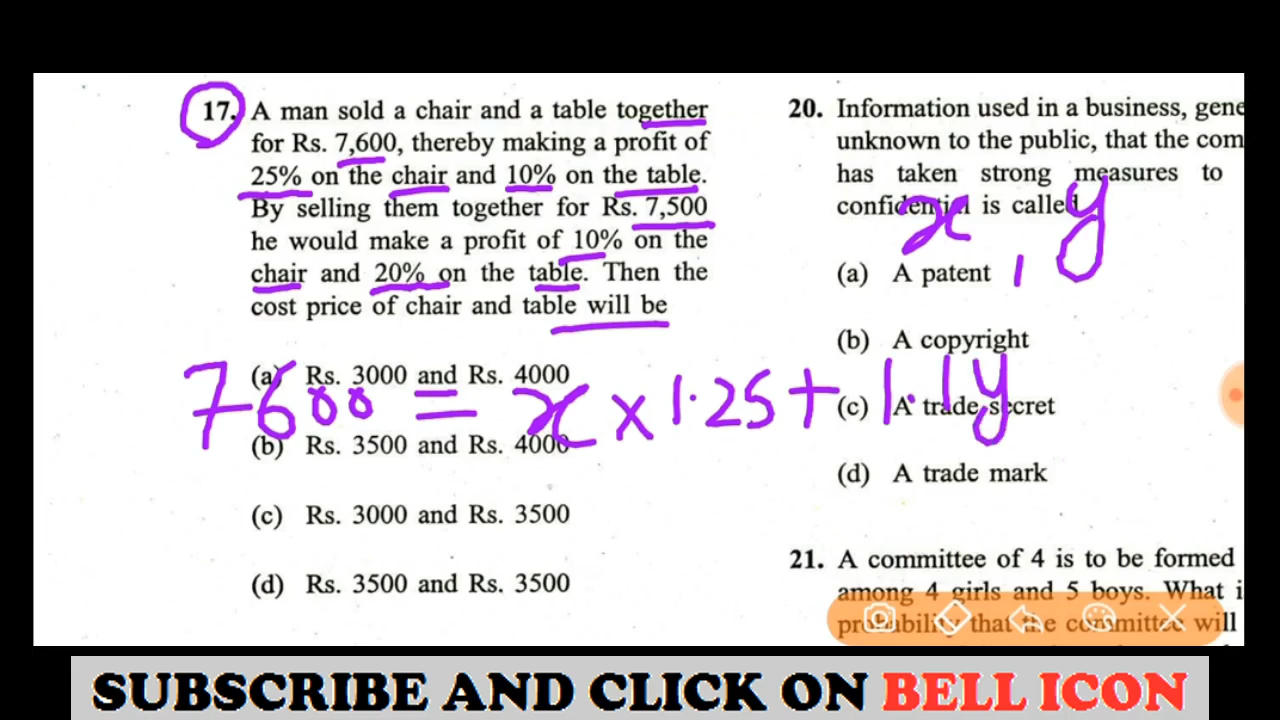 17. A man sold a chair and a table together
for Rs. 7,600, thereby making a profit of
25% on the chair and 10% on the table.
By selling them together for Rs. 7,500
he would make a profit of 10% on the
chair and 20% on the table. Then the
cost price of chair and table will be
(a) Rs. 3000 and Rs. 4000
7600 = x × 1.25 + 1.1y
(b) Rs. 3500 and Rs. 4000
(c) Rs. 3000 and Rs. 3500
(d) Rs. 3500 and Rs. 3500
20. Information used in a business, gene
unknown to the public, that the com
has taken strong measures to
confidential is called
x , y
(a) A patent
(b) A copyright
(c) A trade secret
(d) A trade mark
21. A committee of 4 is to be formed
among 4 girls and 5 boys. What i
probability that the committee will
SUBSCRIBE AND CLICK ON BELL ICON